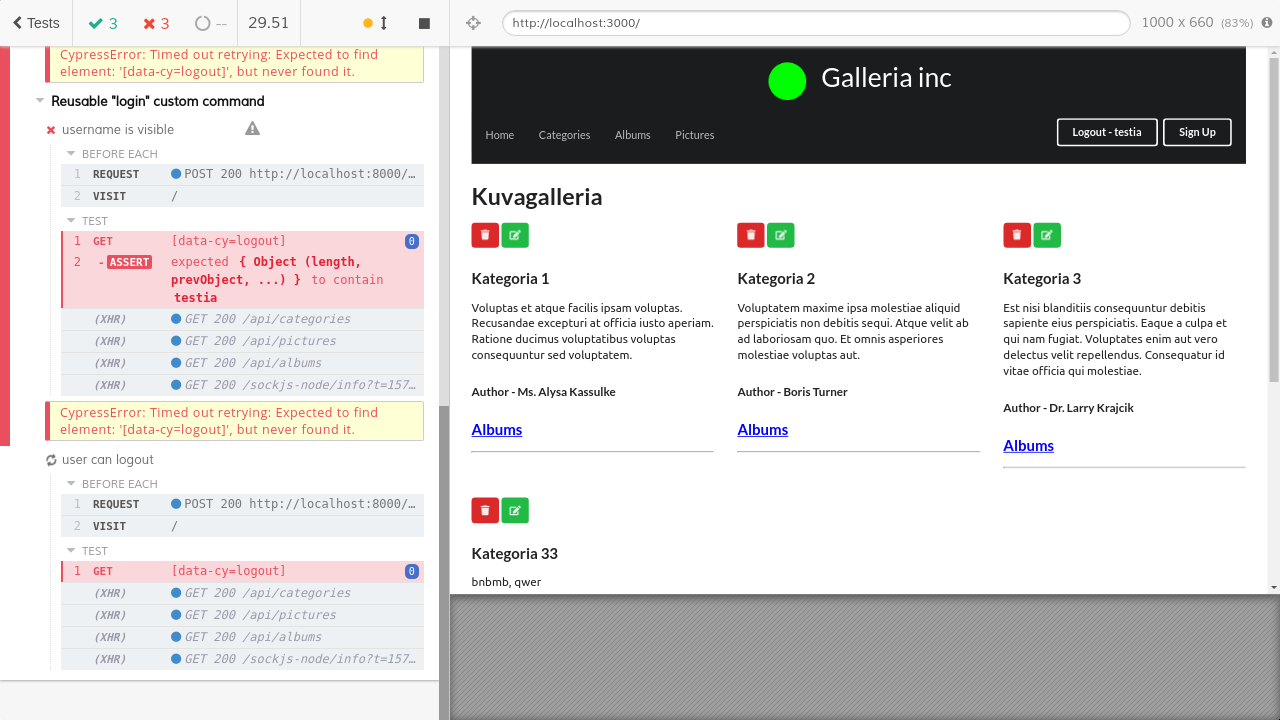 Tests
3
3
--
29.51
CypressError: Timed out retrying: Expected to find
element: '[data-cy=logout]', but never found it.
Reusable "login" custom command
username is visible
BEFORE EACH
1 REQUEST POST 200 http://localhost:8000/…
2 VISIT /
TEST
1 GET [data-cy=logout] 0
2 -ASSERT expected { Object (length,
prevObject, ...) } to contain
testia
(XHR) GET 200 /api/categories
(XHR) GET 200 /api/pictures
(XHR) GET 200 /api/albums
(XHR) GET 200 /sockjs-node/info?t=157…
CypressError: Timed out retrying: Expected to find
element: '[data-cy=logout]', but never found it.
user can logout
BEFORE EACH
1 REQUEST POST 200 http://localhost:8000/…
2 VISIT /
TEST
1 GET [data-cy=logout] 0
(XHR) GET 200 /api/categories
(XHR) GET 200 /api/pictures
(XHR) GET 200 /api/albums
(XHR) GET 200 /sockjs-node/info?t=157…
http://localhost:3000/
1000 x 660 (83%)
Galleria inc
Home Categories Albums Pictures
Logout - testia
Sign Up
Kuvagalleria
Kategoria 1
Voluptas et atque facilis ipsam voluptas.
Recusandae excepturi at officia iusto aperiam.
Ratione ducimus voluptatibus voluptas
consequuntur sed voluptatem.
Author - Ms. Alysa Kassulke
Albums
Kategoria 2
Voluptatem maxime ipsa molestiae aliquid
perspiciatis non debitis sequi. Atque velit ab
ad laboriosam quo. Et omnis asperiores
molestiae voluptas aut.
Author - Boris Turner
Albums
Kategoria 3
Est nisi blanditiis consequuntur debitis
sapiente eius perspiciatis. Eaque a culpa et
qui nam fugiat. Voluptates enim aut vero
delectus velit repellendus. Consequatur id
vitae officia qui molestiae.
Author - Dr. Larry Krajcik
Albums
Kategoria 33
bnbmb, qwer